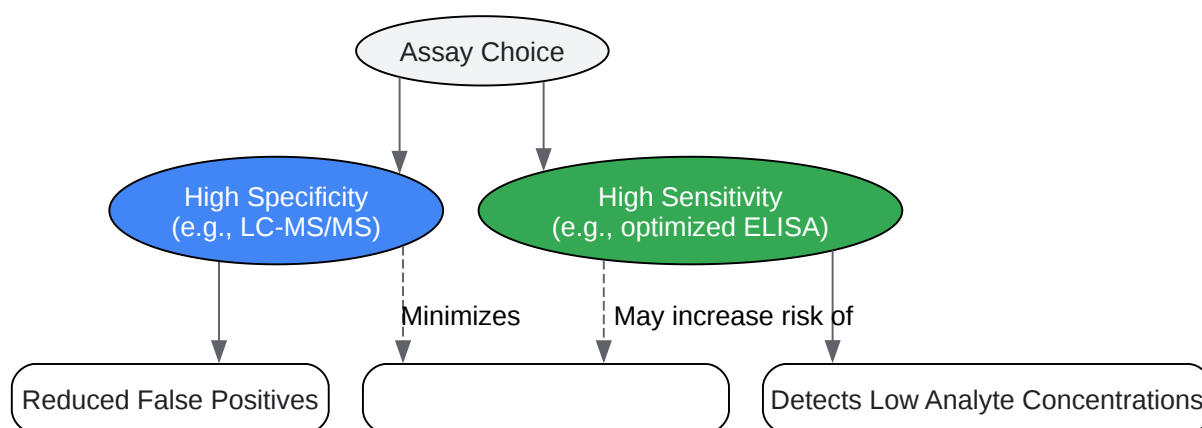 Assay Choice
High Specificity
(e.g., LC-MS/MS)
High Sensitivity
(e.g., optimized ELISA)
Minimizes
May increase risk of
Reduced False Positives
Detects Low Analyte Concentrations